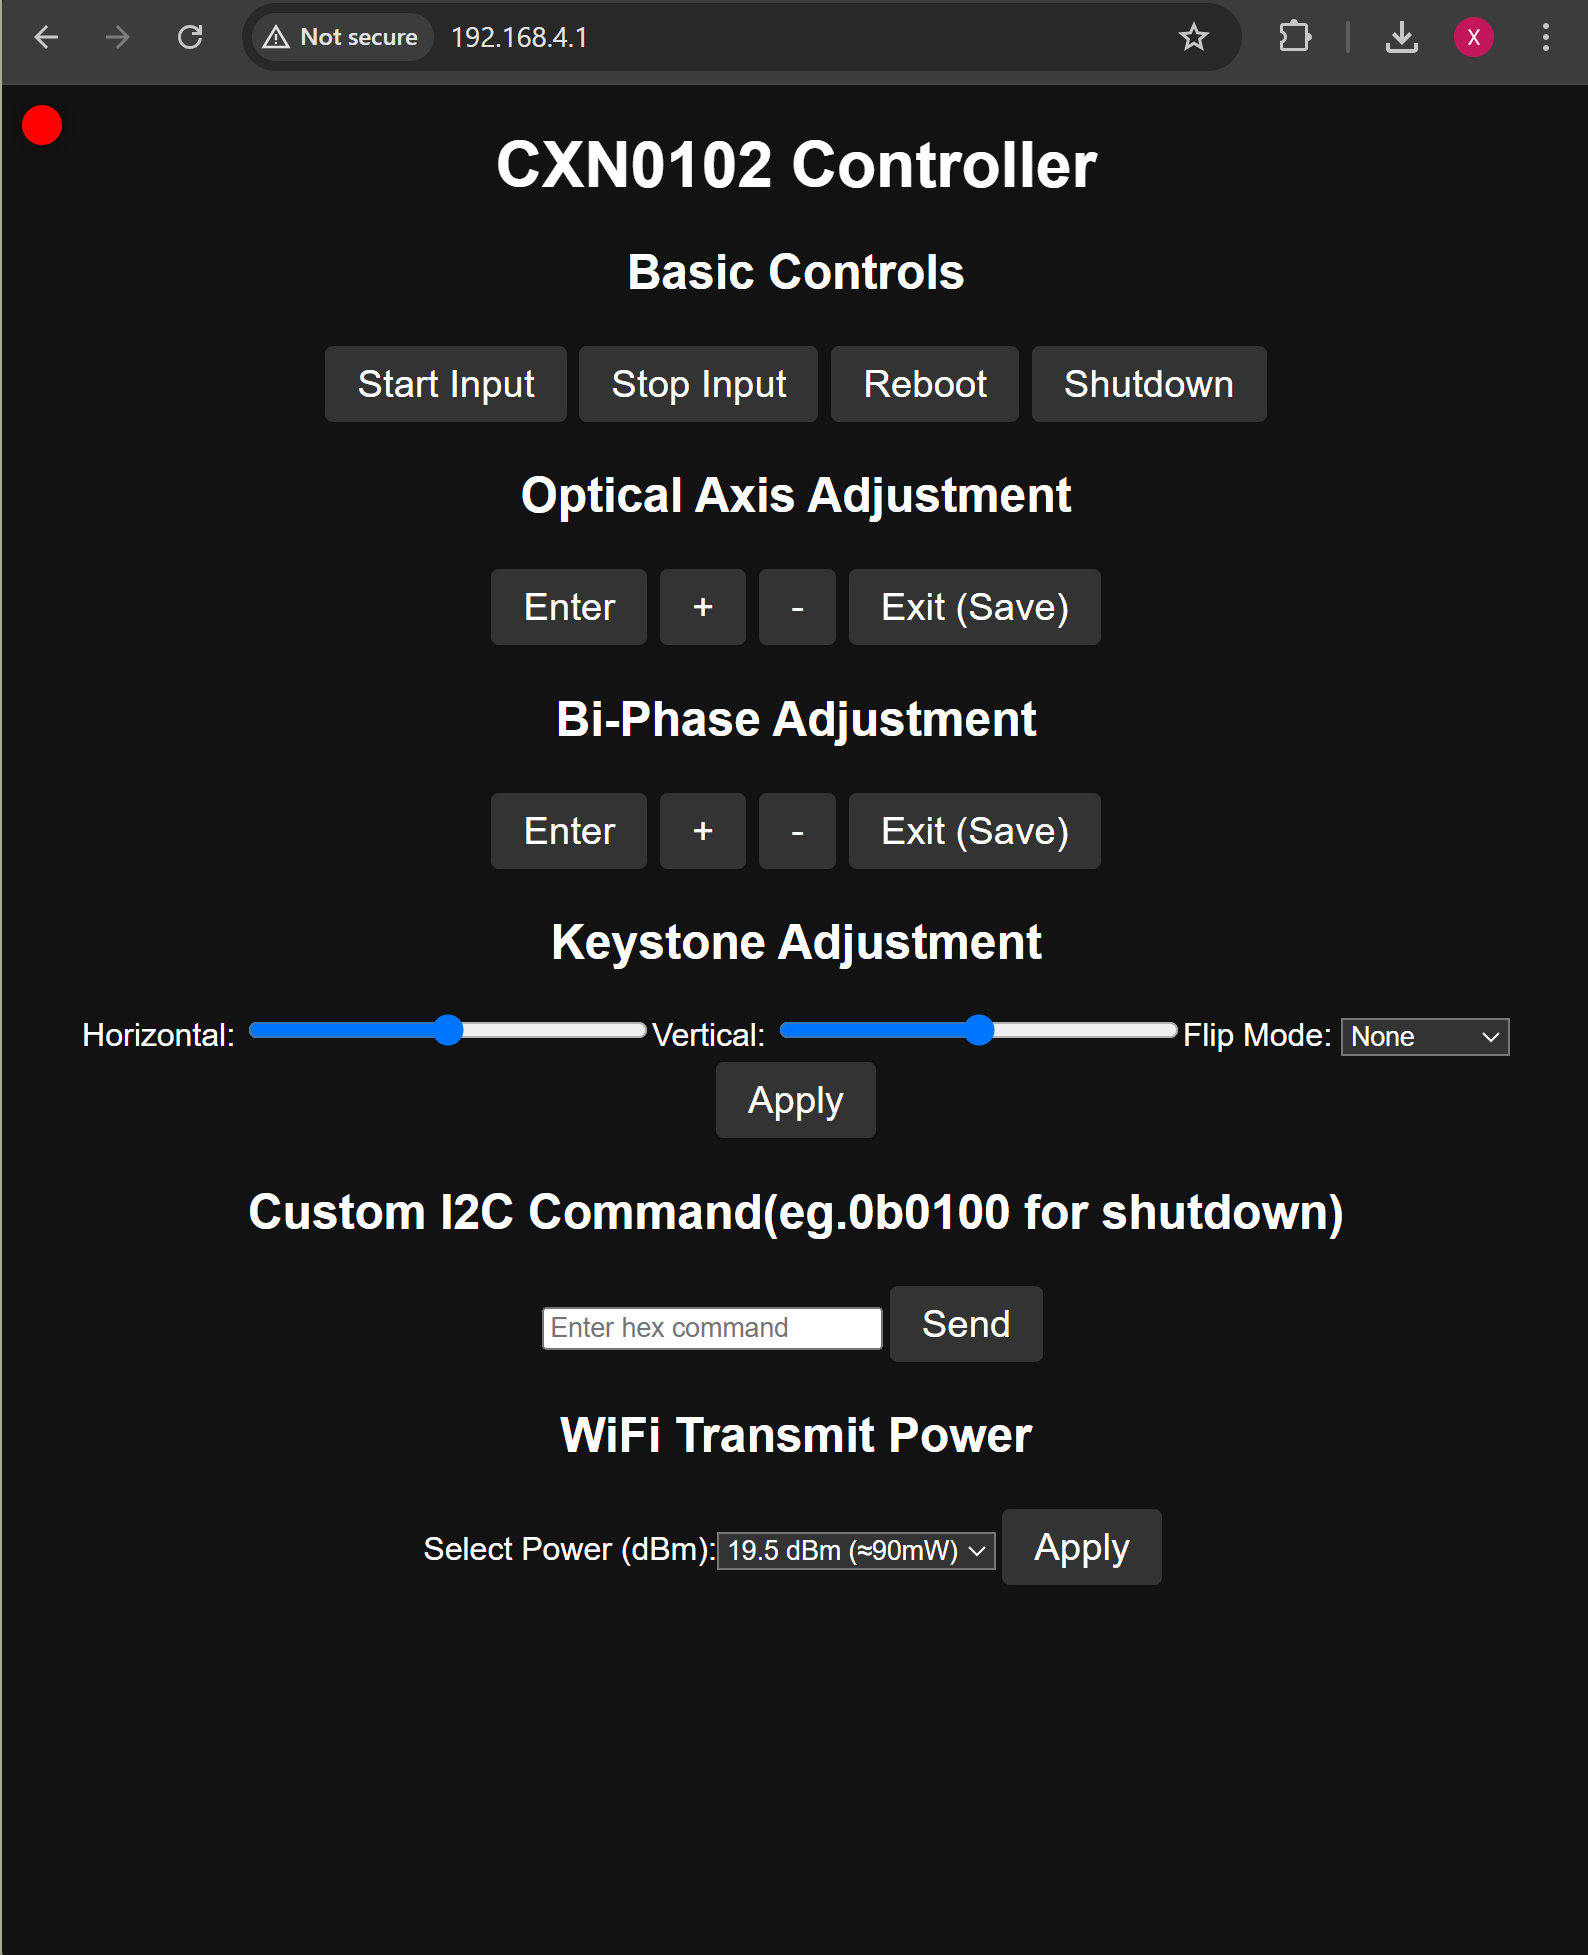 Not secure 192.168.4.1 X
CXN0102 Controller
Basic Controls
Start Input Stop Input Reboot Shutdown
Optical Axis Adjustment
Enter + - Exit (Save)
Bi-Phase Adjustment
Enter + - Exit (Save)
Keystone Adjustment
Horizontal: Vertical: Flip Mode: None
Apply
Custom I2C Command(eg.0b0100 for shutdown)
Enter hex command Send
WiFi Transmit Power
Select Power (dBm): 19.5 dBm (≈90mW) Apply